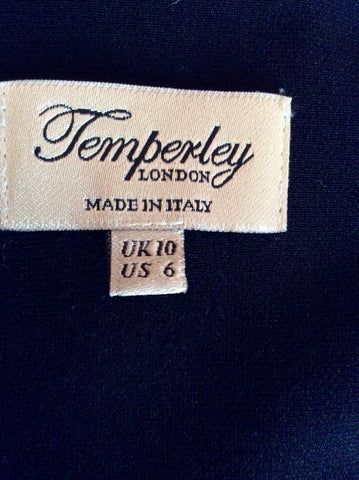 Temperley
LONDON
MADE IN ITALY
UK 10
US 6